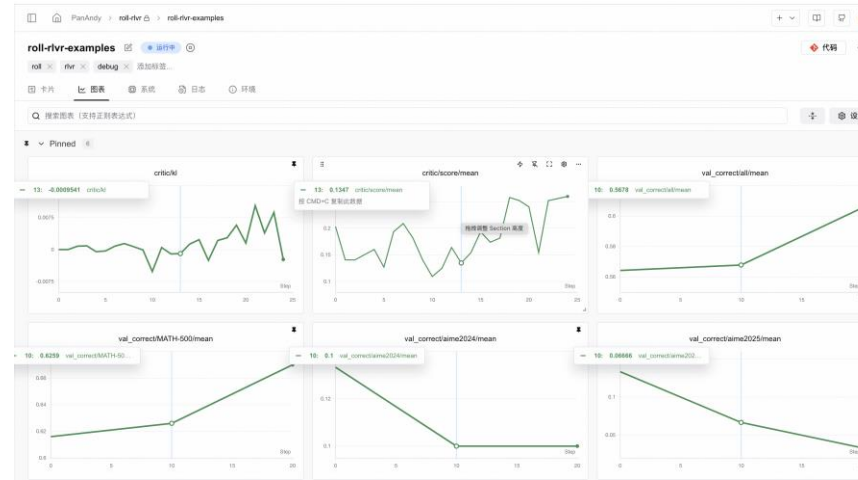 PanAndy > roll-rlvr > roll-rlvr-examples
roll-rlvr-examples 运行中
代码
roll × rlvr × debug × 添加标签...
卡片 图表 系统 日志 环境
搜索图表（支持正则表达式）
Pinned 6
critic/kl
13: -0.0009541 critic/kl
0.0075
0
-0.0075
Step
0 5 10 15 20 25
critic/score/mean
13: 0.1347 critic/score/mean
按 CMD+C 复制此数据
拖拽调整 Section 高度
0.2
0.15
0.1
Step
0 5 10 15 20 25
val_correct/all/mean
10: 0.5678 val_correct/all/mean
0.6
0.58
0.56
0 5 10 15
val_correct/MATH-500/mean
10: 0.6259 val_correct/MATH-50...
0.66
0.64
0.62
0.6
Step
0 5 10 15 20
val_correct/aime2024/mean
10: 0.1 val_correct/aime2024/mean
0.12
0.1
Step
0 5 10 15 20
val_correct/aime2025/mean
10: 0.06666 val_correct/aime202...
0.1
0 5 10 15